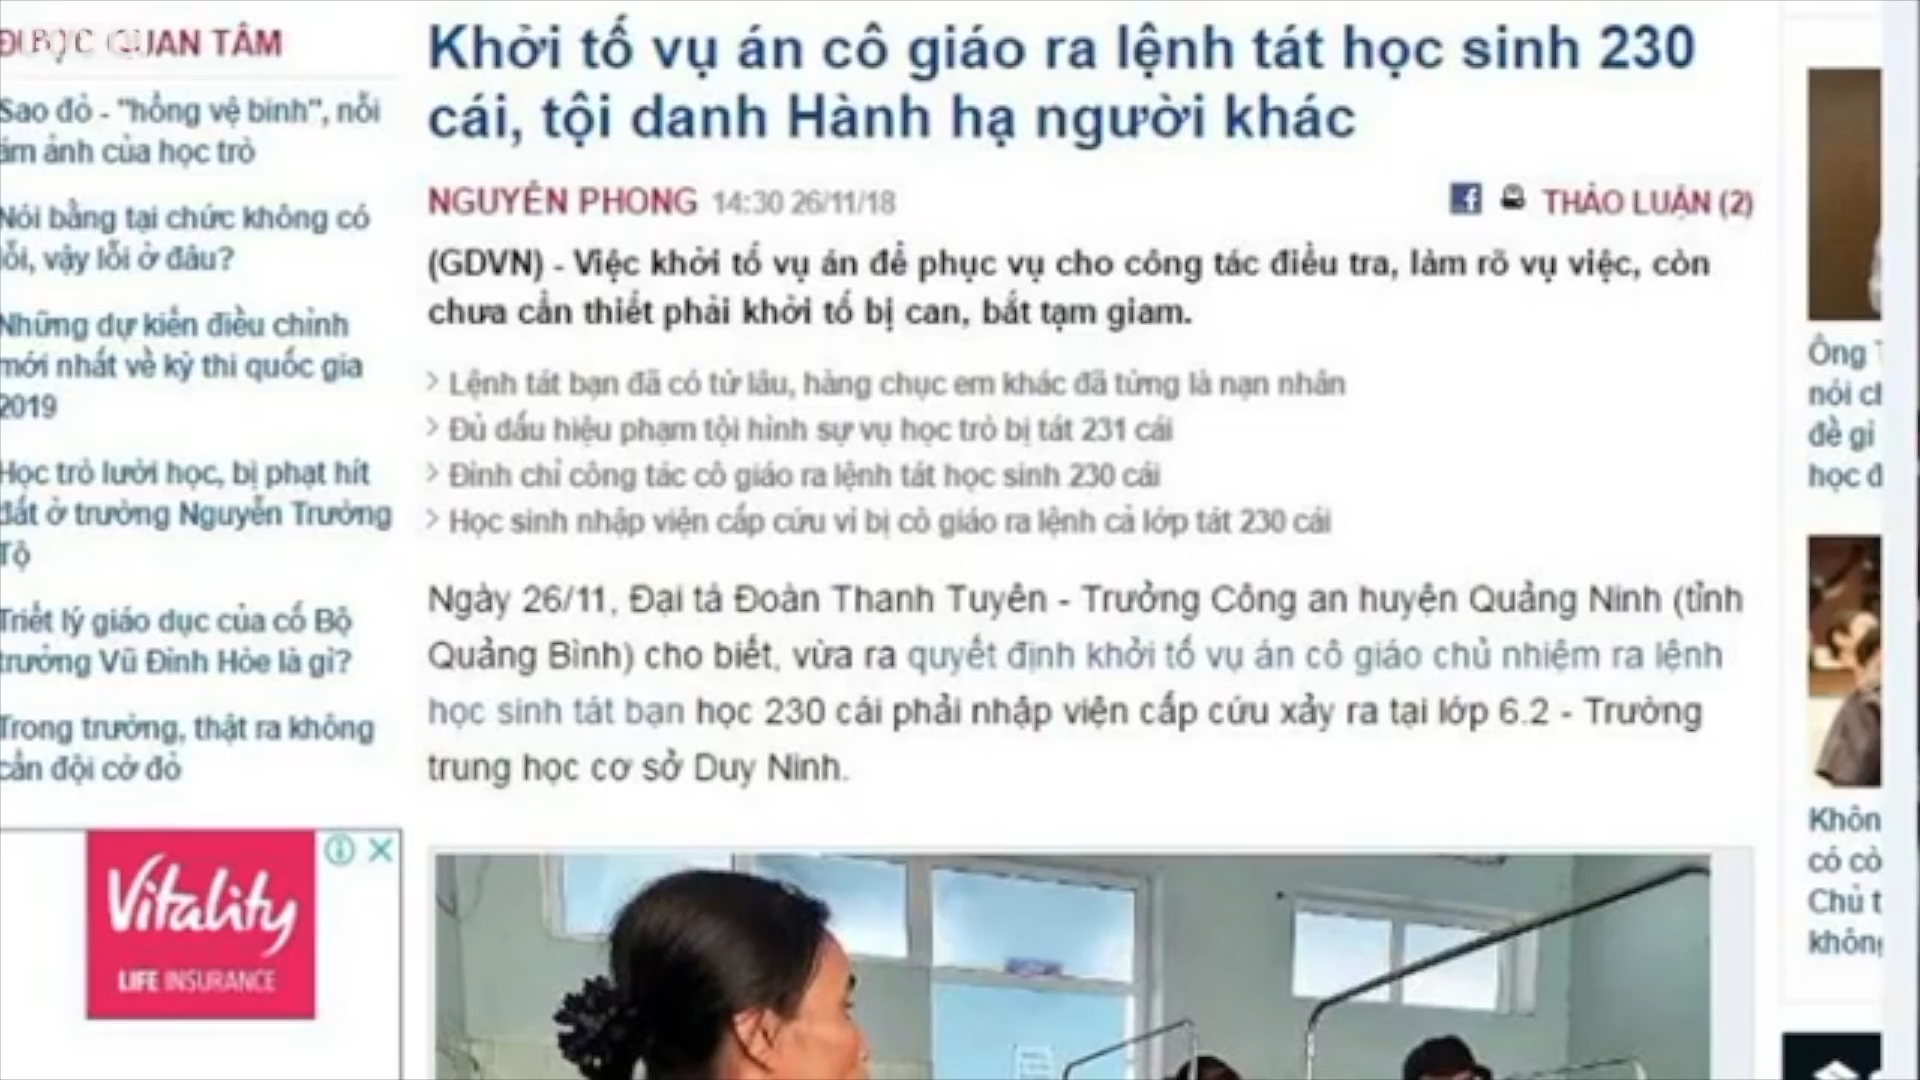 QUAN TÂM
Sao đỏ - "hồng vệ binh", nỗi
ám ảnh của học trò
Nói bằng tại chức không có
lỗi, vậy lỗi ở đâu?
Những dự kiến điều chỉnh
mới nhất về kỳ thi quốc gia
2019
Học trò lười học, bị phạt hít
đất ở trường Nguyễn Trường
Tộ
Triết lý giáo dục của cố Bộ
trưởng Vũ Đình Hòe là gì?
Trong trường, thật ra không
cần đội cờ đỏ
Vitality
LIFE INSURANCE
Khởi tố vụ án cô giáo ra lệnh tát học sinh 230
cái, tội danh Hành hạ người khác
NGUYÊN PHONG 14:30 26/11/18
THẢO LUẬN (2)
(GDVN) - Việc khởi tố vụ án để phục vụ cho công tác điều tra, làm rõ vụ việc, còn
chưa cần thiết phải khởi tố bị can, bắt tạm giam.
> Lệnh tát bạn đã có từ lâu, hàng chục em khác đã từng là nạn nhân
> Đủ dấu hiệu phạm tội hình sự vụ học trò bị tát 231 cái
> Đình chỉ công tác cô giáo ra lệnh tát học sinh 230 cái
> Học sinh nhập viện cấp cứu vì bị cô giáo ra lệnh cả lớp tát 230 cái
Ngày 26/11, Đại tá Đoàn Thanh Tuyên - Trưởng Công an huyện Quảng Ninh (tỉnh
Quảng Bình) cho biết, vừa ra quyết định khởi tố vụ án cô giáo chủ nhiệm ra lệnh
học sinh tát bạn học 230 cái phải nhập viện cấp cứu xảy ra tại lớp 6.2 - Trường
trung học cơ sở Duy Ninh.
Ông
nói
đề gì
học
Khôn
có cò
Chủ t
không